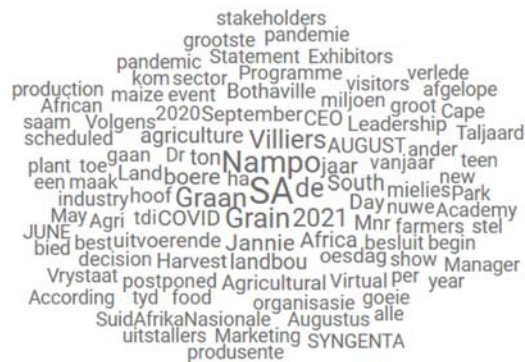 stakeholders
grootste pandemie
pandemic Statement Exhibitors
kom sector Programme verlede
production maize event Bothaville visitors afgelope
African 2020 September CEO miljoen groot Cape
saam Volgens Leadership Taljaard
scheduled agriculture Villiers AUGUST ander
plant toe gaan Dr ton Nampo jaar vanjaar teen
een maak Land boere ha SA de South mielies Park new
industry hoof Graan Day nuwe Academy
May Agri tdi COVID Grain 2021 Mnr farmers stel
JUNE
bied best uitvoerende Jannie Africa besluit begin
decision Harvest landbou oesdag show Manager
Vrystaat postponed Agricultural Virtual per year
According tyd food organisasie goeie
SuidAfrikaNasionale Augustus alle
uitstallers Marketing SYNGENTA
produsente